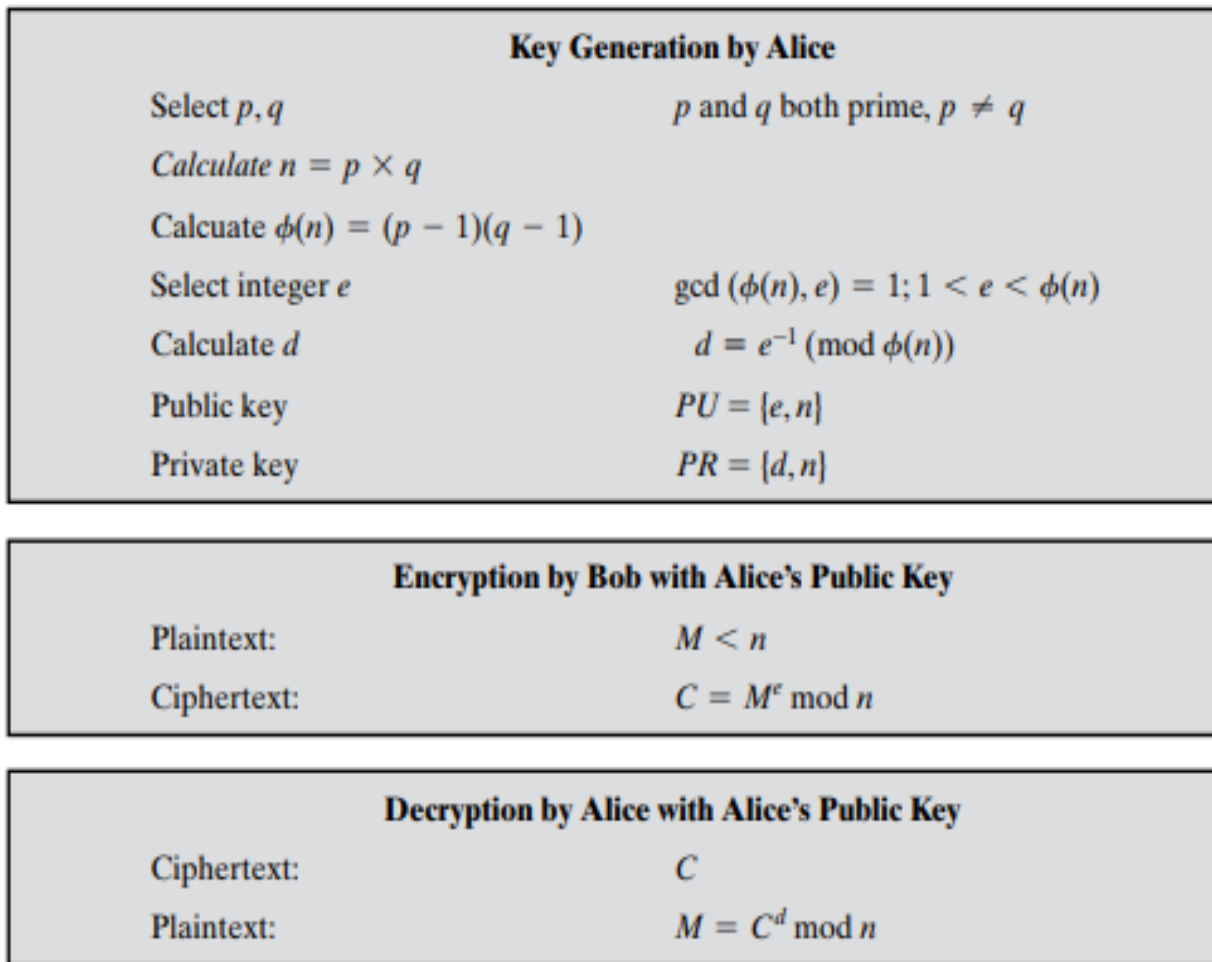 Key Generation by Alice
Select p, q p and q both prime, p ≠ q
Calculate n = p × q
Calcuate ϕ(n) = (p − 1)(q − 1)
Select integer e gcd (ϕ(n), e) = 1; 1 < e < ϕ(n)
Calculate d d ≡ e⁻¹ (mod ϕ(n))
Public key PU = {e, n}
Private key PR = {d, n}
Encryption by Bob with Alice’s Public Key
Plaintext: M < n
Ciphertext: C = Mᵉ mod n
Decryption by Alice with Alice’s Public Key
Ciphertext: C
Plaintext: M = Cᵈ mod n